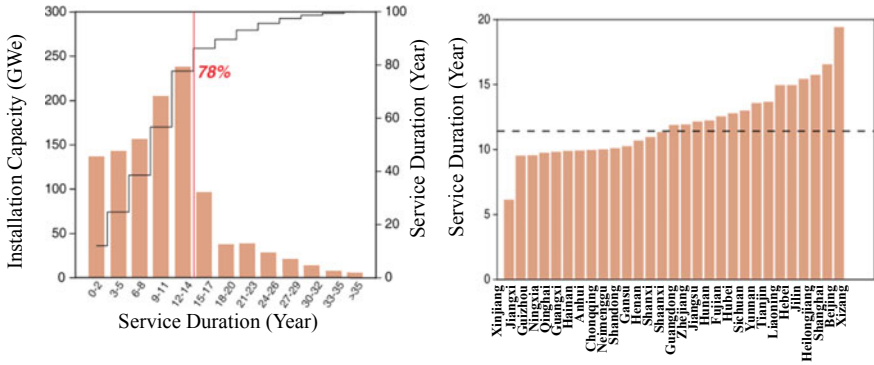 300
250
200
150
100
50
0
Installation Capacity (GWe)
100
80
60
40
20
0
Service Duration (Year)
78%
0-2
3-5
6-8
9-11
12-14
15-17
18-20
21-23
24-26
27-29
30-32
33-35
>35
Service Duration (Year)
20
15
10
5
0
Service Duration (Year)
Xinjiang
Jiangxi
Guizhou
Ningxia
Qinghai
Guangxi
Hainan
Anhui
Chonqqing
Neimenggu
Shandong
Gansu
Henan
Shanxi
Shaanxi
Guangdong
Zhejiang
Jiangsu
Hunan
Fujian
Hubei
Sichuan
Yuman
Tianjin
Liaoning
Hebei
Jilin
Heilongjiang
Shanghai
Beijing
Xizang